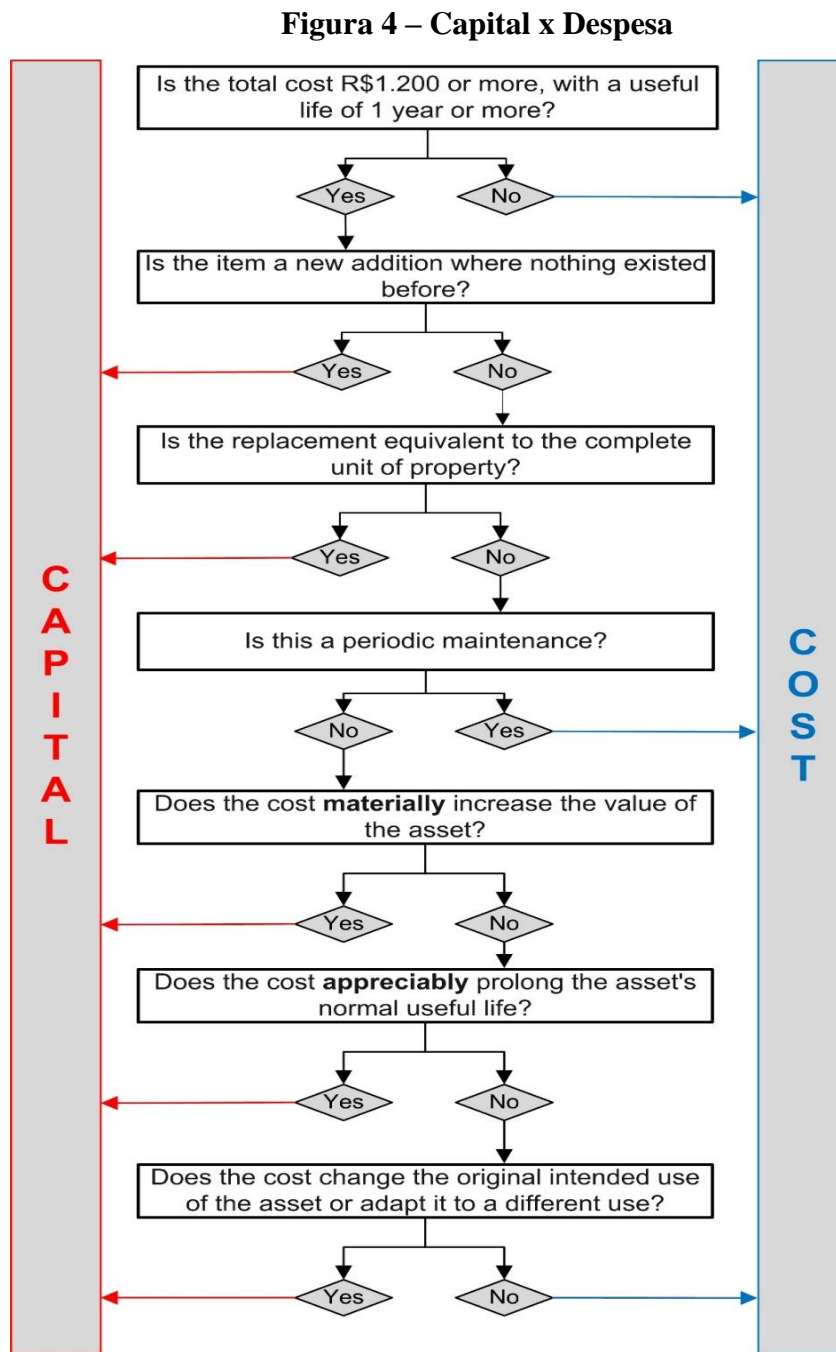 Figura 4 – Capital x Despesa
Is the total cost R$1.200 or more, with a useful
life of 1 year or more?
Yes
No
Is the item a new addition where nothing existed
before?
Yes
No
Is the replacement equivalent to the complete
unit of property?
Yes
No
Is this a periodic maintenance?
No
Yes
Does the cost materially increase the value of
the asset?
Yes
No
Does the cost appreciably prolong the asset's
normal useful life?
Yes
No
Does the cost change the original intended use
of the asset or adapt it to a different use?
Yes
No
CAPITAL
COST